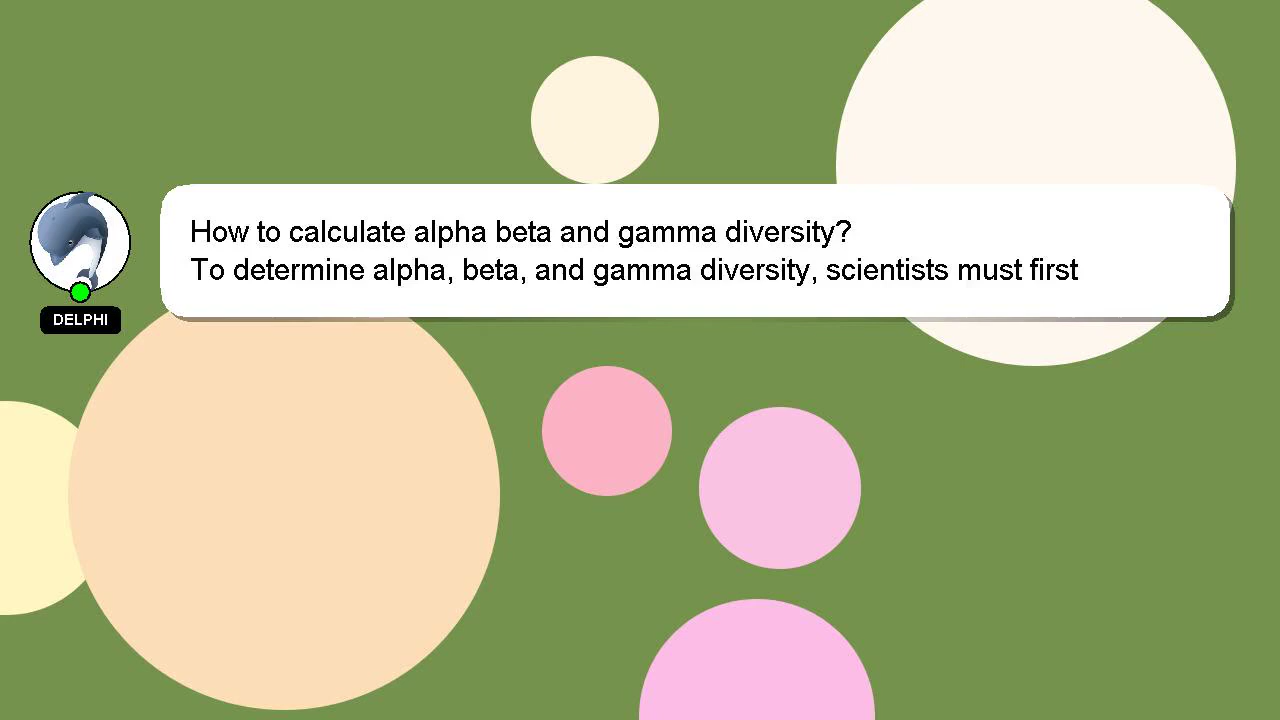 How to calculate alpha beta and gamma diversity?
To determine alpha, beta, and gamma diversity, scientists must first
DELPHI